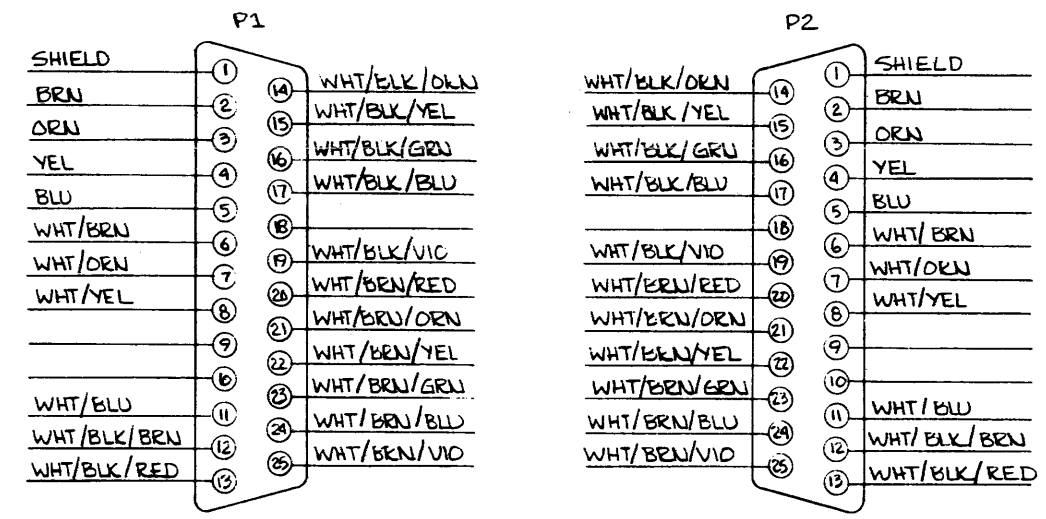 P1
SHIELD
1
BRN
2
ORN
3
YEL
4
BLU
5
WHT/BRN
6
WHT/ORN
7
WHT/YEL
8
9
10
WHT/BLU
11
WHT/BLK/BRN
12
WHT/BLK/RED
13
14
WHT/BLK/ORN
15
WHT/BLK/YEL
16
WHT/BLK/GRN
17
WHT/BLK/BLU
18
19
WHT/BLK/VIO
20
WHT/BRN/RED
21
WHT/BRN/ORN
22
WHT/BRN/YEL
23
WHT/BRN/GRN
24
WHT/BRN/BLU
25
WHT/BRN/VIO
P2
WHT/BLK/ORN
14
WHT/BLK/YEL
15
WHT/BLK/GRN
16
WHT/BLK/BLU
17
18
WHT/BLK/VIO
19
WHT/BRN/RED
20
WHT/BRN/ORN
21
WHT/BRN/YEL
22
WHT/BRN/GRN
23
WHT/BRN/BLU
24
WHT/BRN/VIO
25
1
SHIELD
2
BRN
3
ORN
4
YEL
5
BLU
6
WHT/BRN
7
WHT/ORN
8
WHT/YEL
9
10
11
WHT/BLU
12
WHT/BLK/BRN
13
WHT/BLK/RED